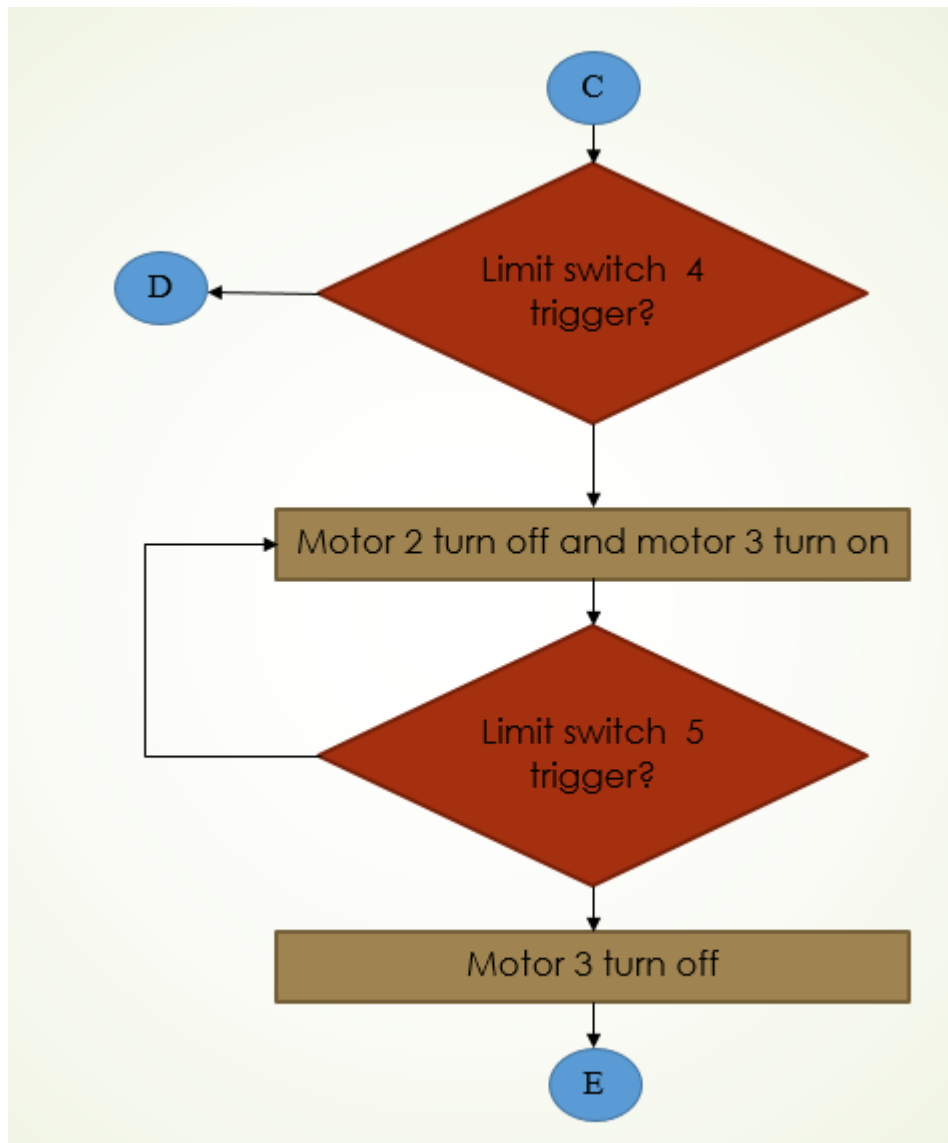 C
Limit switch 4
trigger?
D
Motor 2 turn off and motor 3 turn on
Limit switch 5
trigger?
Motor 3 turn off
E